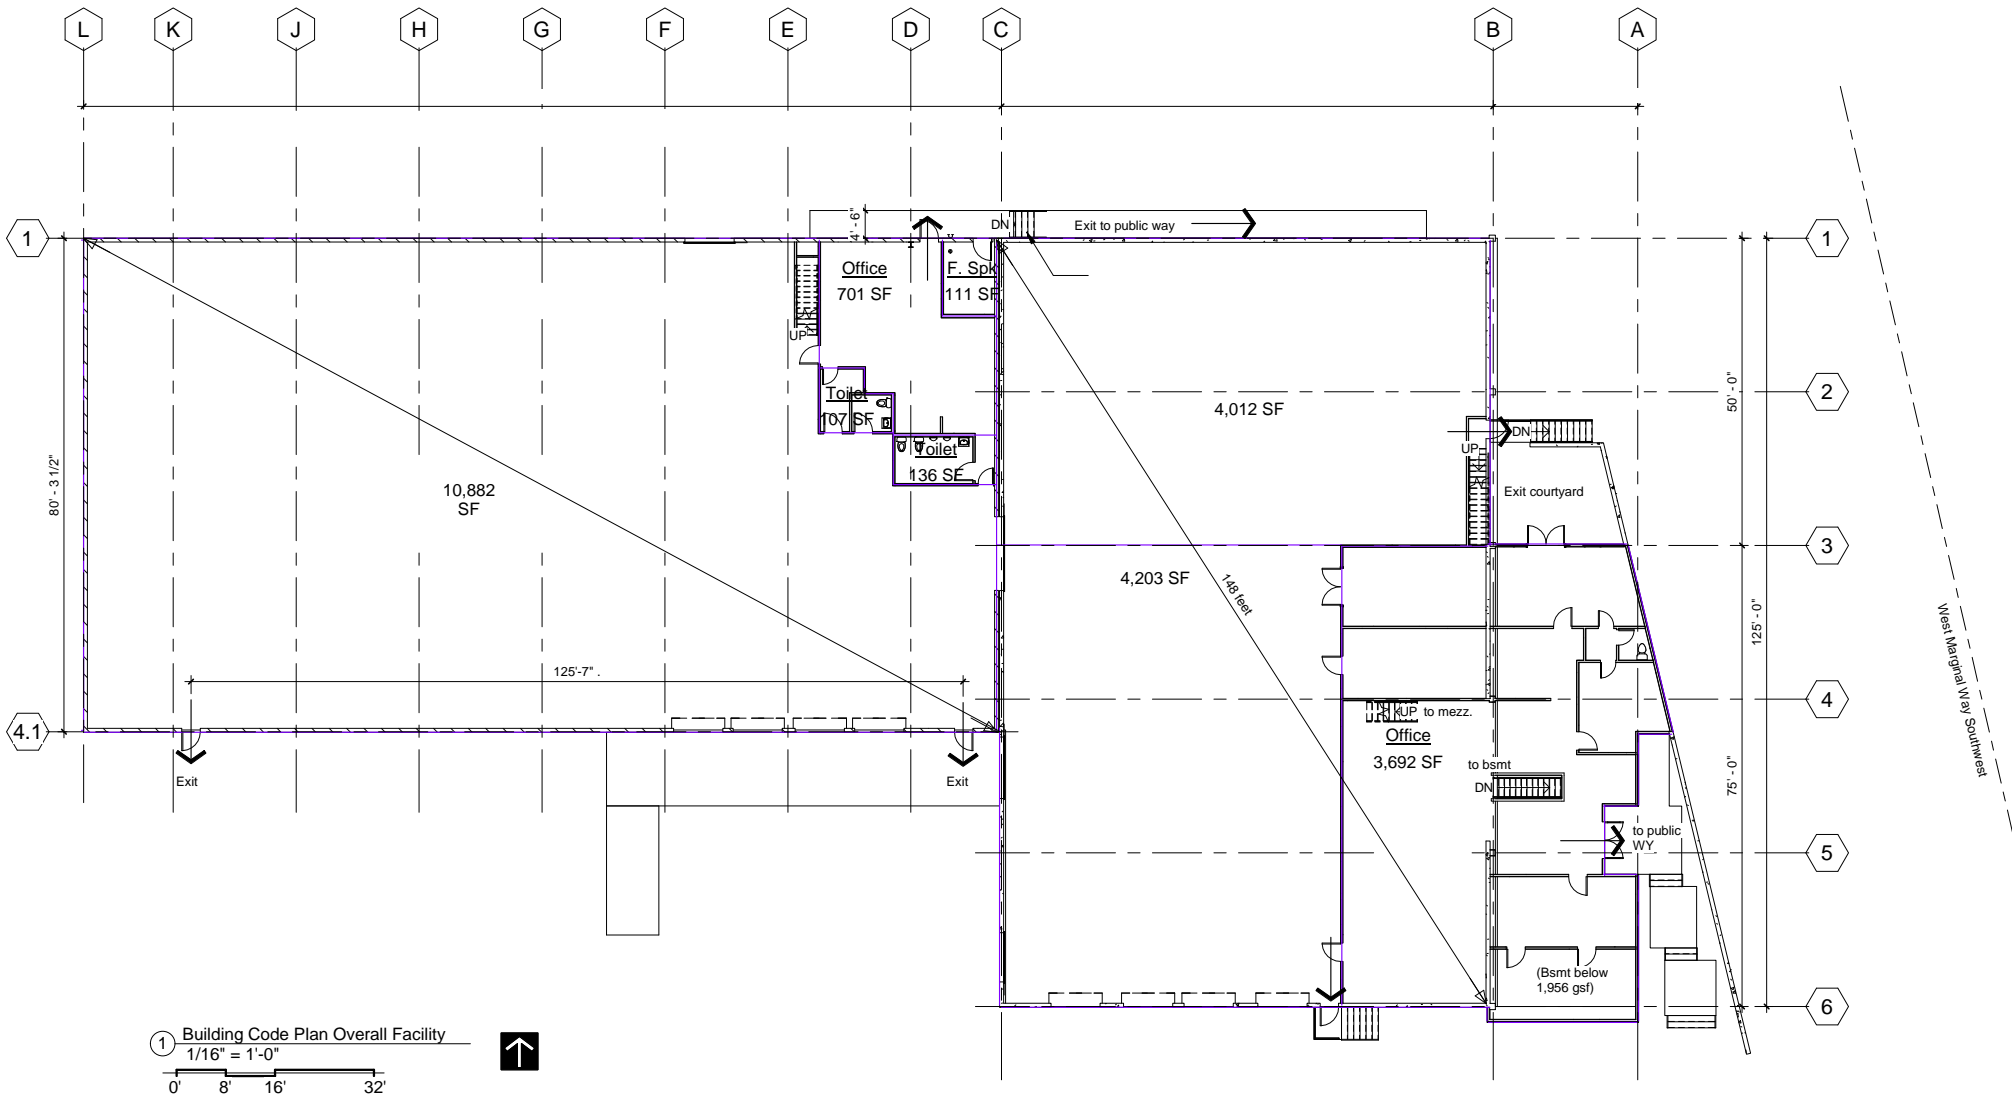 L
K
J
H
G
F
E
D
C
B
A
1
1
4' - 6"
DN
Exit to public way
Office
701 SF
F. Spk
111 SF
UP
Toilet
107 SF
Toilet
136 SF
2
50' - 0"
4,012 SF
DN
UP
Exit courtyard
80' - 3 1/2"
10,882
SF
3
4,203 SF
148 feet
125' - 0"
West Marginal Way Southwest
125'-7" .
4
4.1
UP to mezz.
Office
3,692 SF
to bsmt
DN
75' - 0"
Exit
Exit
to public
WY
5
(Bsmt below
1,956 gsf)
6
1 Building Code Plan Overall Facility
1/16" = 1'-0"
0' 8' 16' 32'